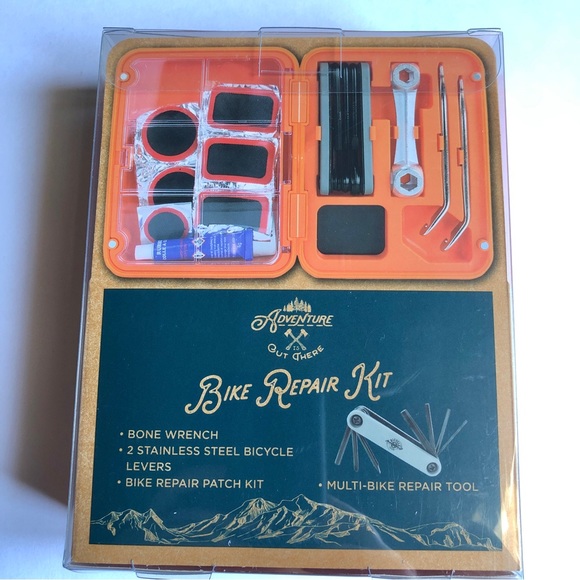 ADVENTURE
IS
OUT THERE
BIKE REPAIR KIT
• BONE WRENCH
• 2 STAINLESS STEEL BICYCLE
LEVERS
• BIKE REPAIR PATCH KIT
• MULTI-BIKE REPAIR TOOL